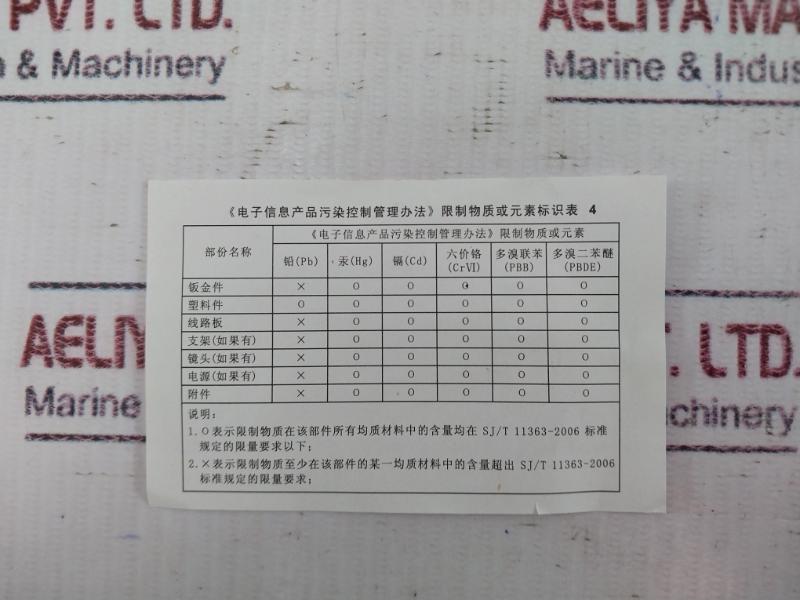 PVT. LTD.
& Machinery
AELIYA MA
Marine & Indus
《电子信息产品污染控制管理办法》限制物质或元素标识表 4
部份名称 《电子信息产品污染控制管理办法》限制物质或元素
铅(Pb) 汞(Hg) 镉(Cd) 六价铬(CrVI) 多溴联苯(PBB) 多溴二苯醚(PBDE)
钣金件 × O O O O O
塑料件 O O O O O O
线路板 × O O O O O
支架(如果有) × O O O O O
镜头(如果有) × O O O O O
电源(如果有) × O O O O O
附件 × O O O O O
说明:
1.O表示限制物质在该部件所有均质材料中的含量均在 SJ/T 11363-2006 标准
规定的限量要求以下;
2.×表示限制物质至少在该部件的某一均质材料中的含量超出 SJ/T 11363-2006
标准规定的限量要求;
AELIY
Marine
. LTD.
chinery